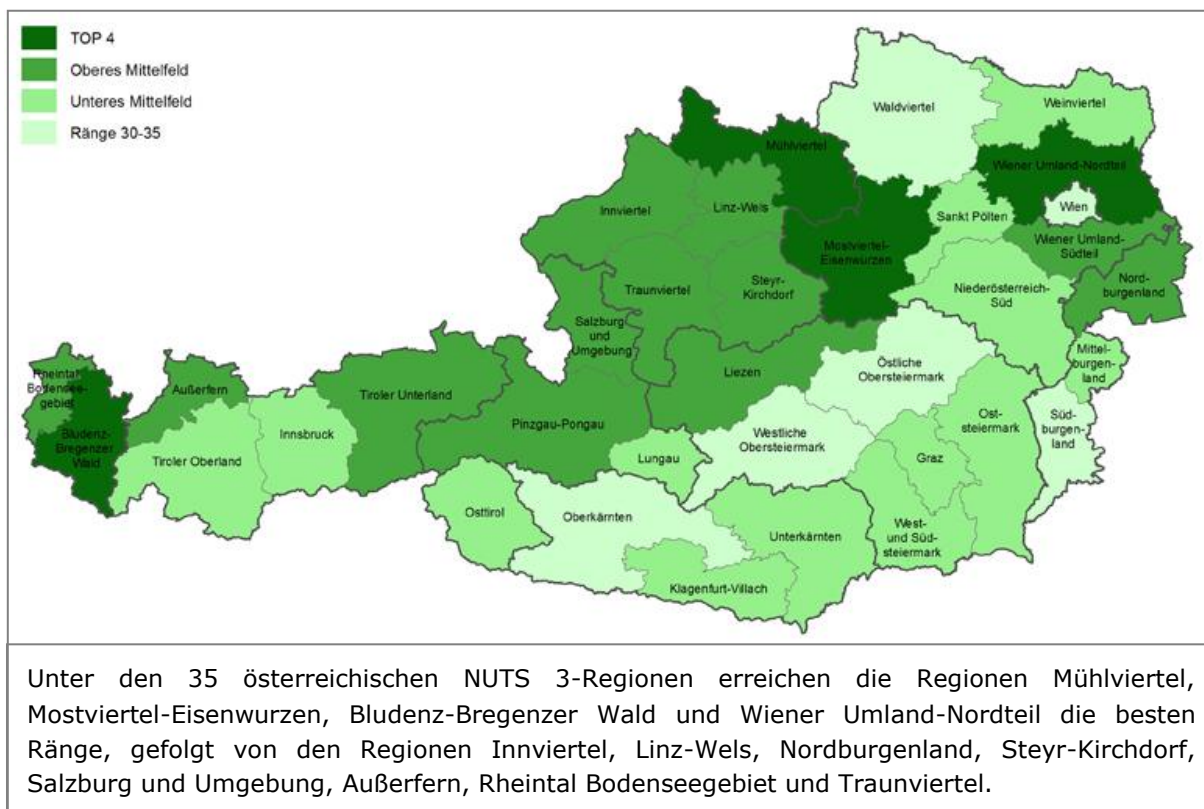 TOP 4
Oberes Mittelfeld
Unteres Mittelfeld
Ränge 30-35
Waldviertel
Weinviertel
Mühlviertel
Wiener Umland-Nordteil
Innviertel
Linz-Wels
Sankt Pölten
Wien
Mostviertel-
Eisenwurzen
Wiener Umland-
Südteil
Traunviertel
Steyr-
Kirchdorf
Niederösterreich-
Süd
Nord-
burgenland
Salzburg
und
Umgebung
Rheintal
Bodensee-
gebiet
Außerfern
Tiroler Unterland
Liezen
Östliche
Obersteiermark
Mittelburgen-
land
Bludenz-
Bregenzer
Wald
Innsbruck
Pinzgau-Pongau
Ost-
steiermark
Süd-
burgen-
land
Tiroler Oberland
Lungau
Westliche
Obersteiermark
Graz
Osttirol
Oberkärnten
Unterkärnten
West-
und Süd-
steiermark
Klagenfurt-Villach
Unter den 35 österreichischen NUTS 3-Regionen erreichen die Regionen Mühlviertel,
Mostviertel-Eisenwurzen, Bludenz-Bregenzer Wald und Wiener Umland-Nordteil die besten
Ränge, gefolgt von den Regionen Innviertel, Linz-Wels, Nordburgenland, Steyr-Kirchdorf,
Salzburg und Umgebung, Außerfern, Rheintal Bodenseegebiet und Traunviertel.